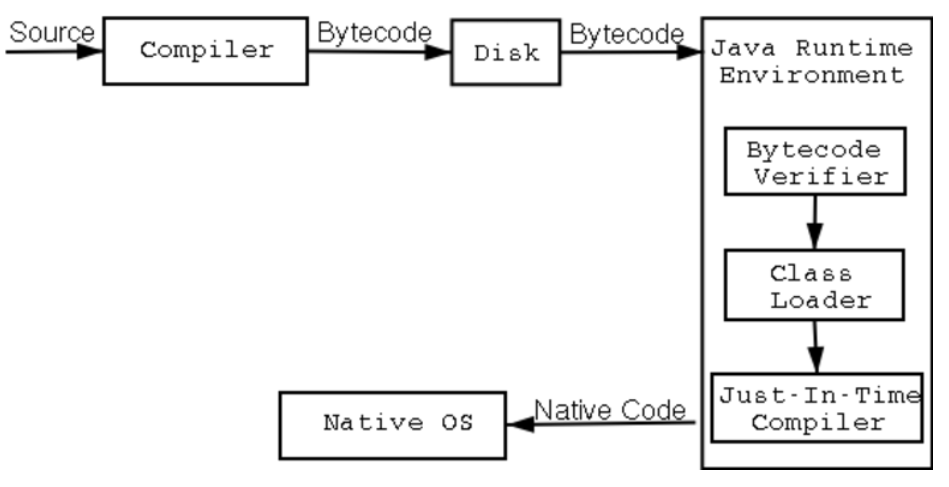 Source
Compiler
Bytecode
Disk
Bytecode
Java Runtime
Environment
Bytecode
Verifier
Class
Loader
Just-In-Time
Compiler
Native Code
Native OS